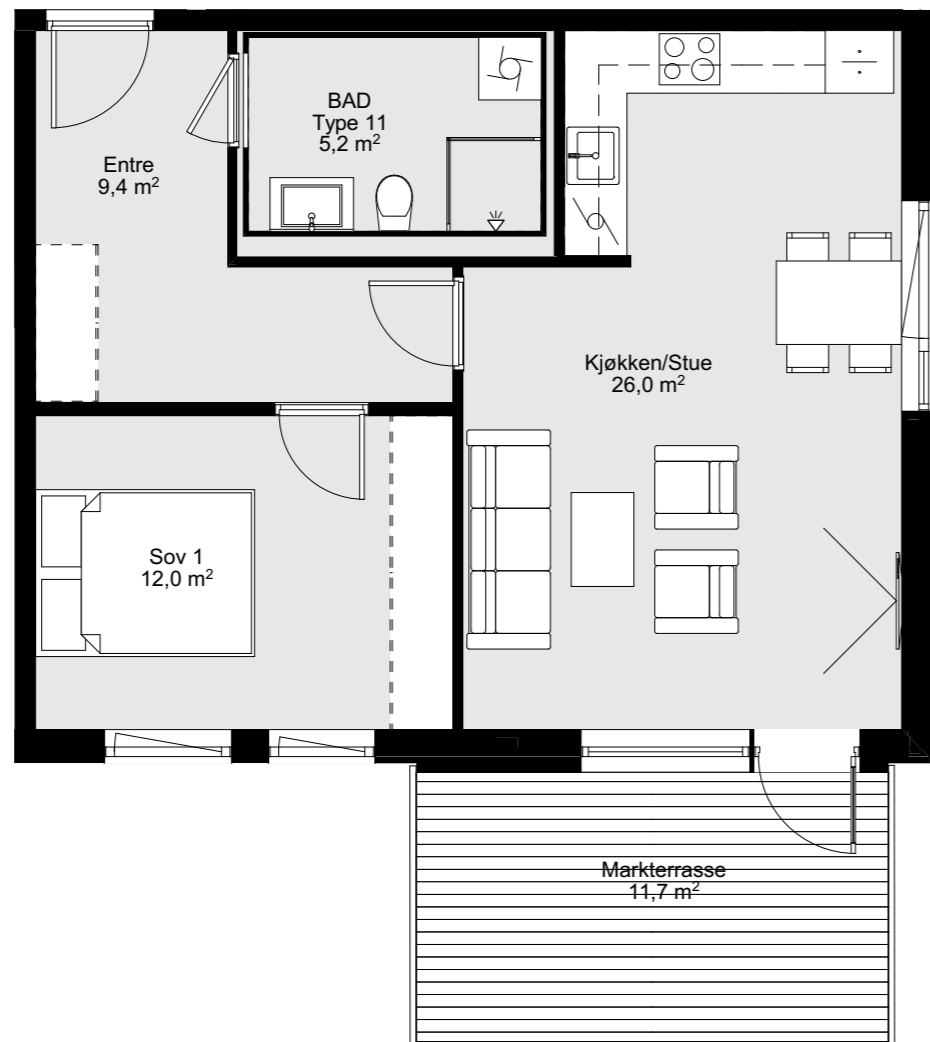 BAD
Type 11
5,2 m²
Entre
9,4 m²
Kjøkken/Stue
26,0 m²
Sov 1
12,0 m²
Markterrasse
11,7 m²